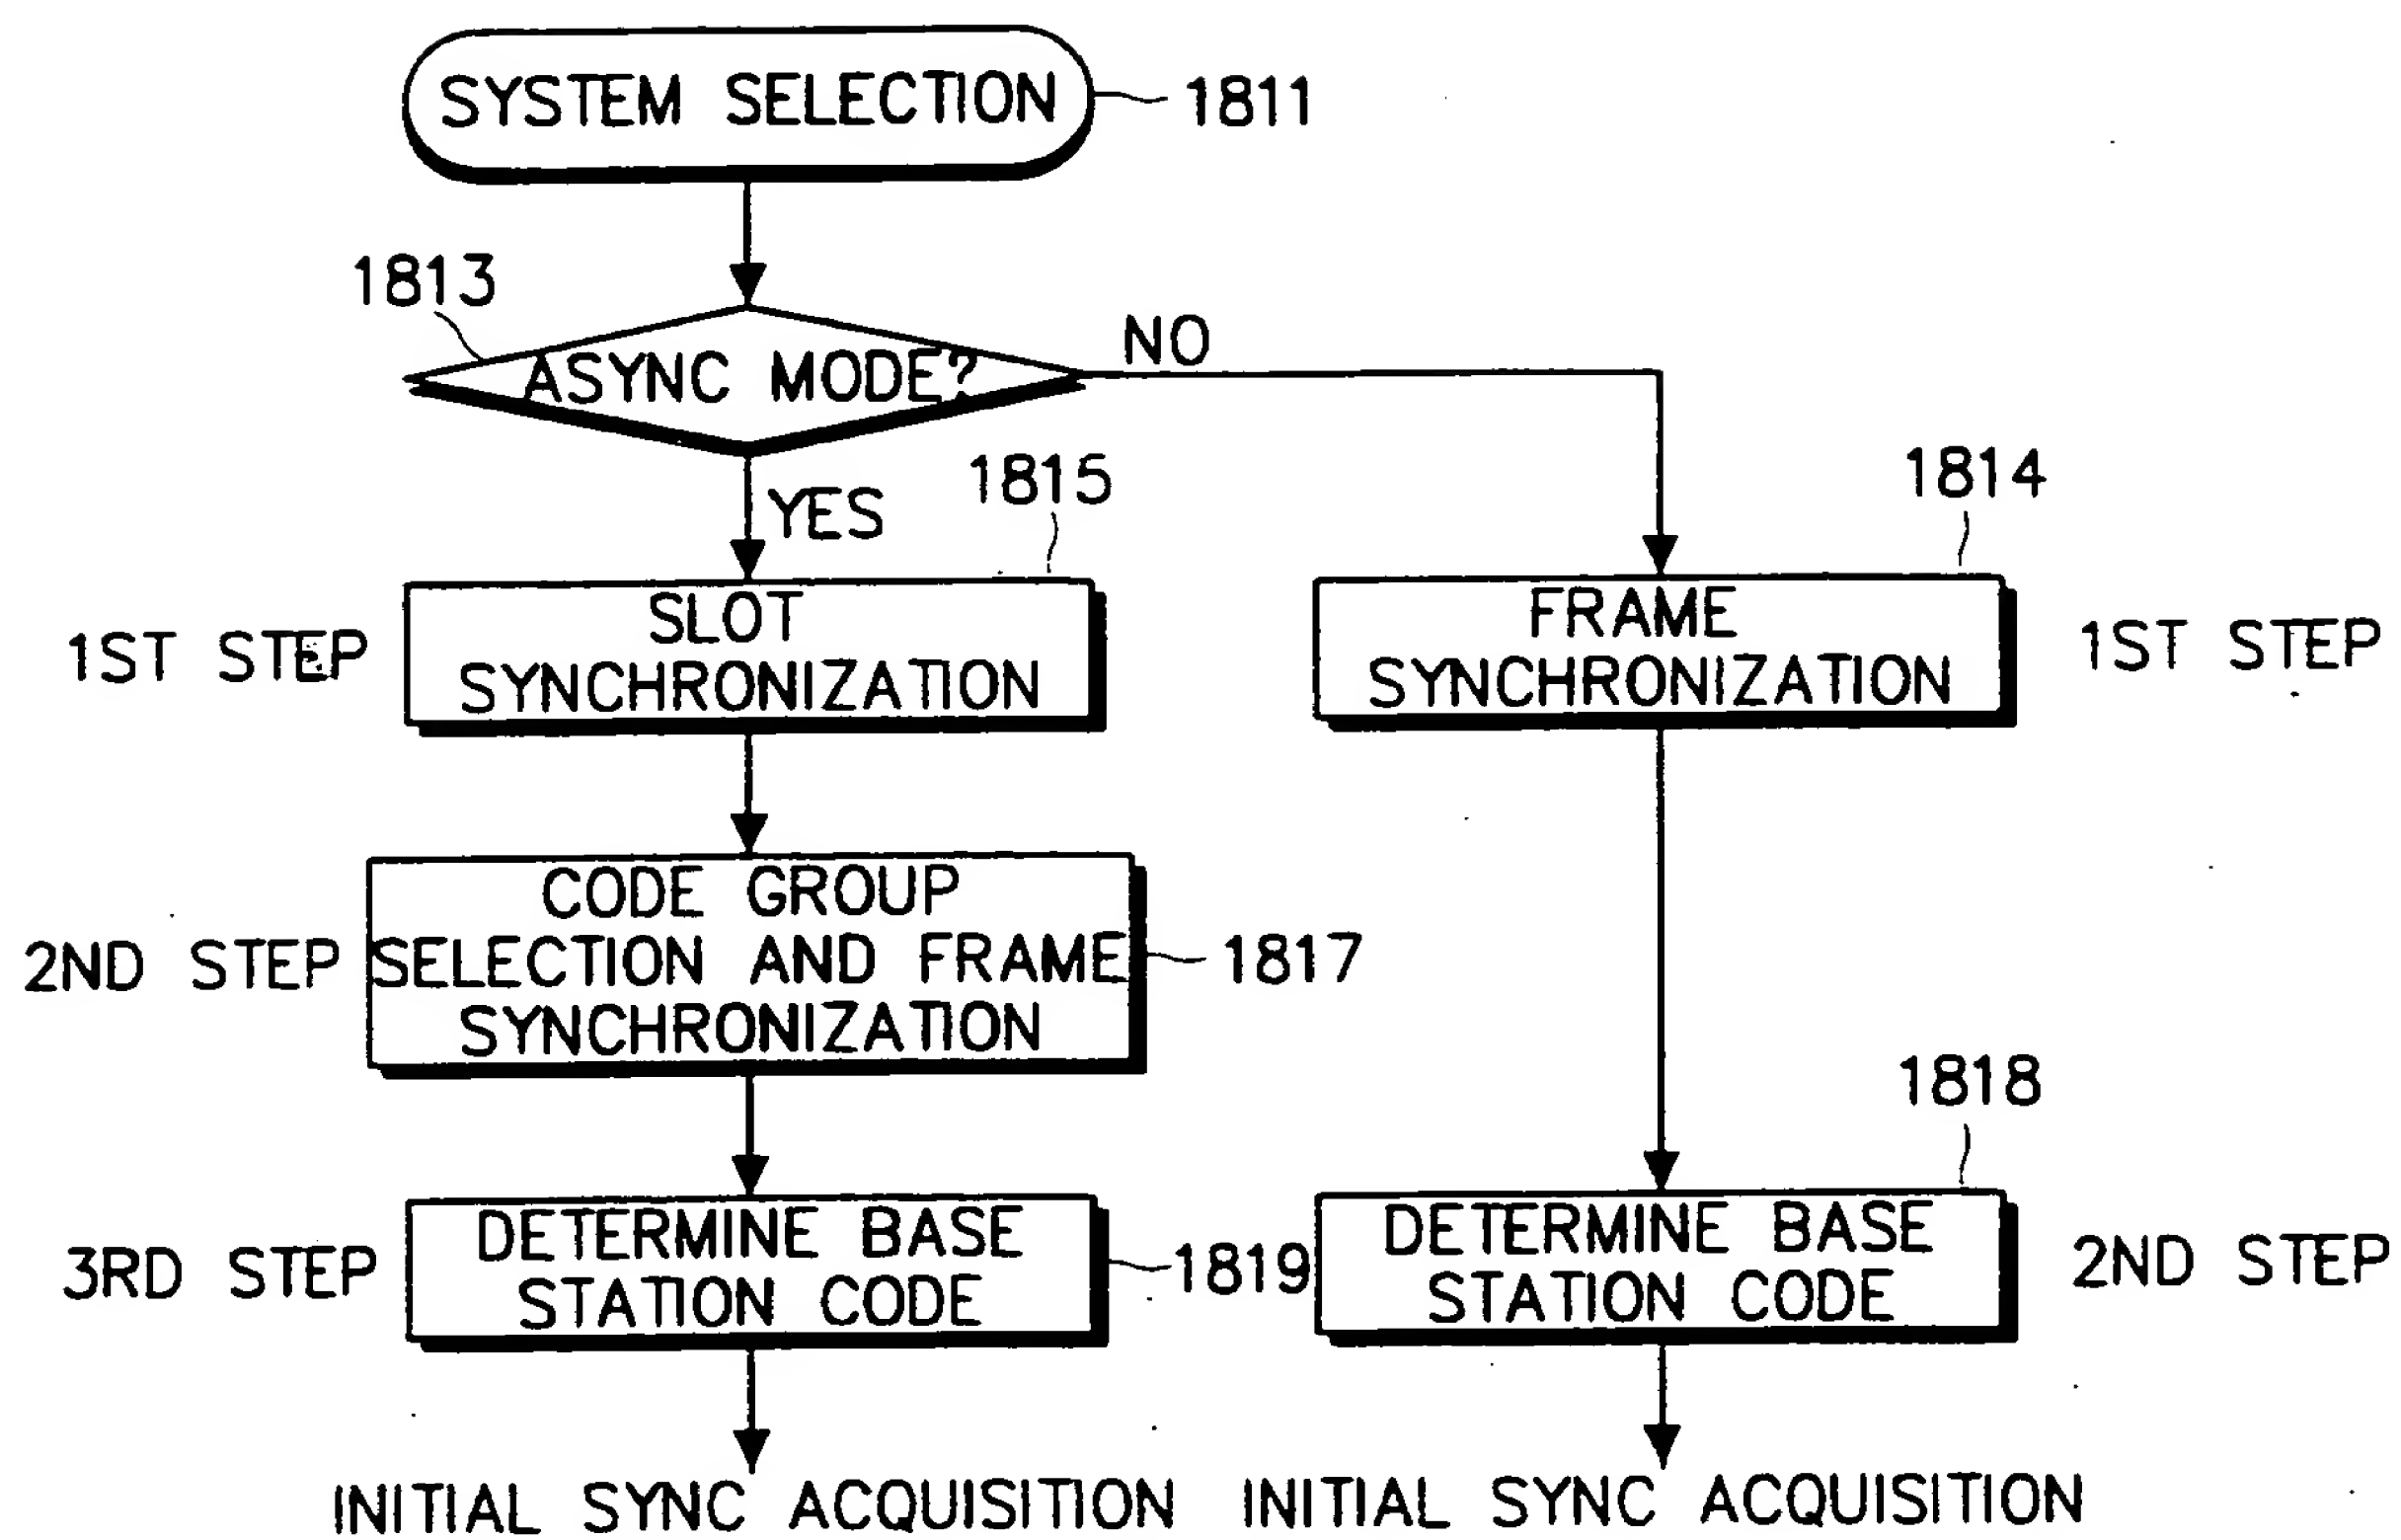 SYSTEM SELECTION
1811
1813
ASYNC MODE?
NO
YES
1815
1814
1ST STEP
SLOT
SYNCHRONIZATION
FRAME
SYNCHRONIZATION
1ST STEP
2ND STEP
CODE GROUP
SELECTION AND FRAME
SYNCHRONIZATION
1817
1818
3RD STEP
DETERMINE BASE
STATION CODE
1819
DETERMINE BASE
STATION CODE
2ND STEP
INITIAL SYNC ACQUISITION
INITIAL SYNC ACQUISITION